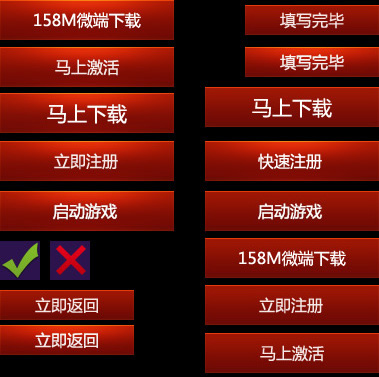 158M微端下载
马上激活
马上下载
立即注册
启动游戏
立即返回
立即返回
填写完毕
填写完毕
马上下载
快速注册
启动游戏
158M微端下载
立即注册
马上激活